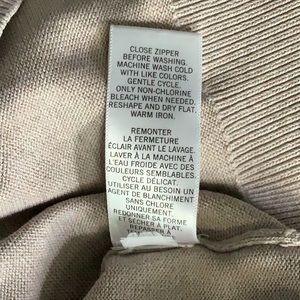 CLOSE ZIPPER
BEFORE WASHING.
MACHINE WASH COLD
WITH LIKE COLORS.
GENTLE CYCLE.
ONLY NON-CHLORINE
BLEACH WHEN NEEDED.
RESHAPE AND DRY FLAT.
WARM IRON.
REMONTER
LA FERMETURE
ÉCLAIR AVANT LE LAVAGE.
LAVER À LA MACHINE À
L'EAU FROIDE AVEC DES
COULEURS SEMBLABLES.
CYCLE DÉLICAT.
UTILISER AU BESOIN UN
AGENT DE BLANCHIMENT
SANS CHLORE
UNIQUEMENT.
REDONNER SA FORME
ET SÉCHER À PLAT.
REPASSER À